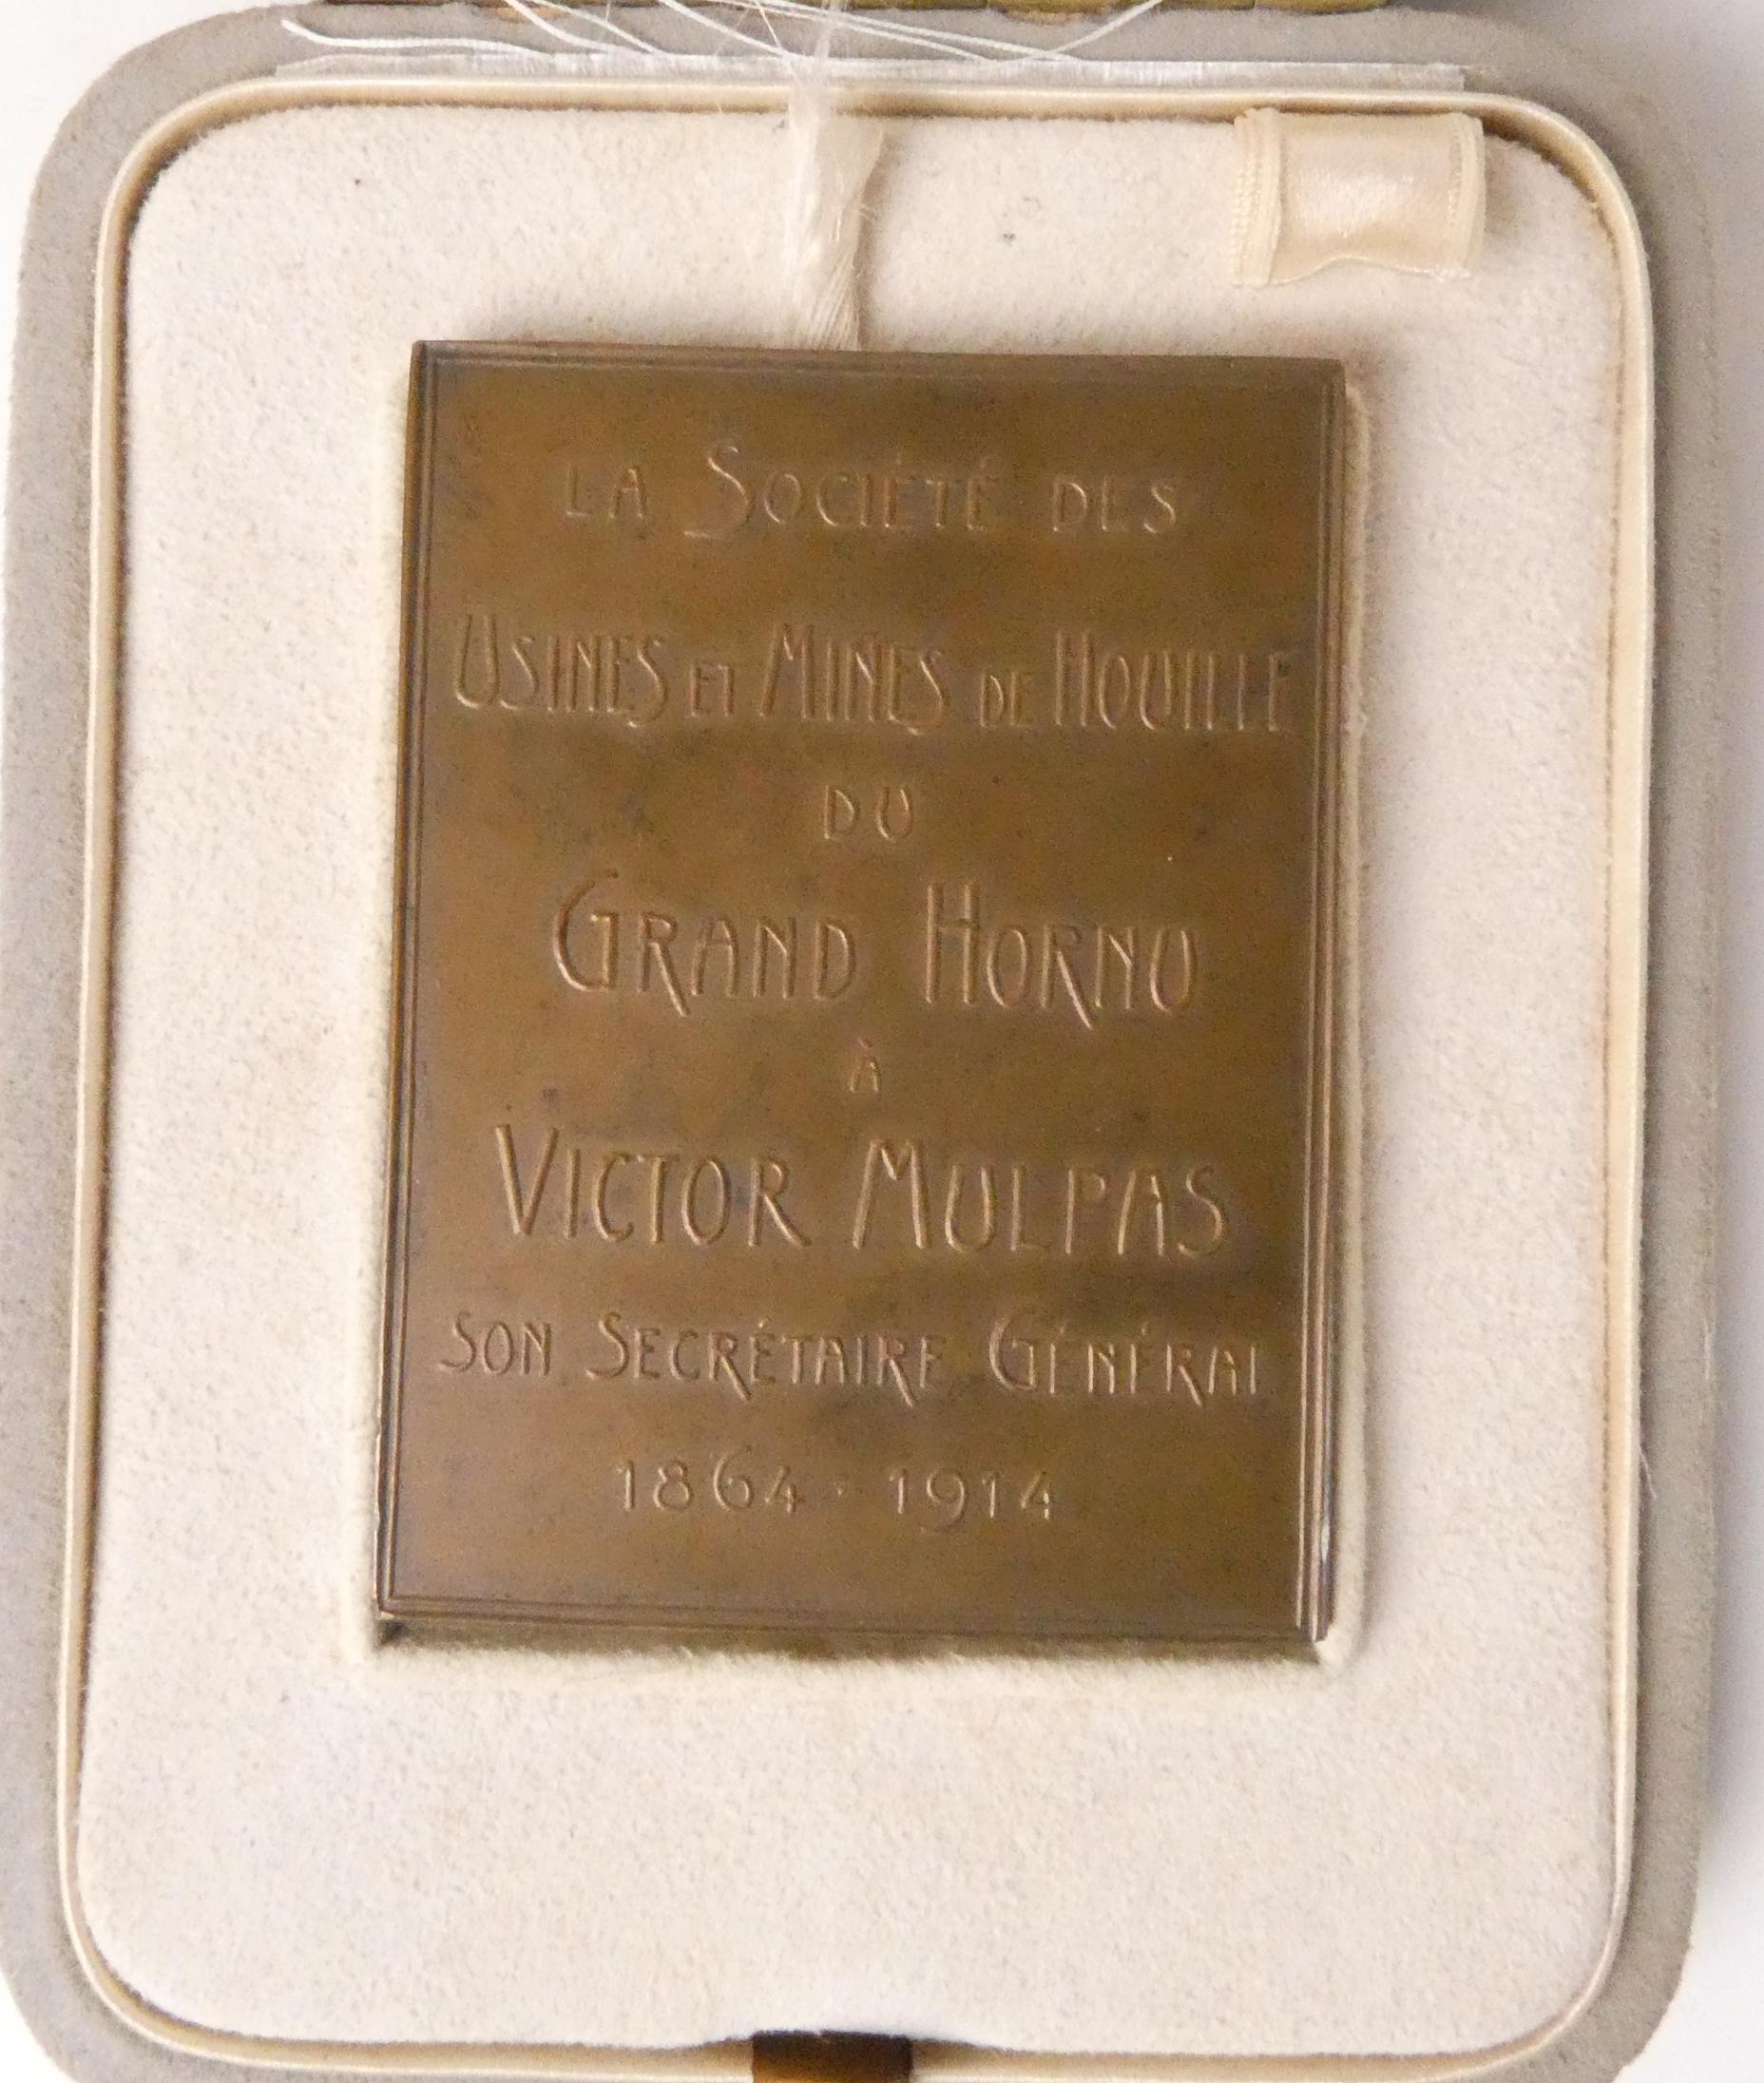 LA SOCIÉTÉ DES
USINES ET MINES DE HOUILLE
DU
GRAND HORNU
À
VICTOR MULPAS
SON SECRÉTAIRE GÉNÉRAL
1864 - 1914